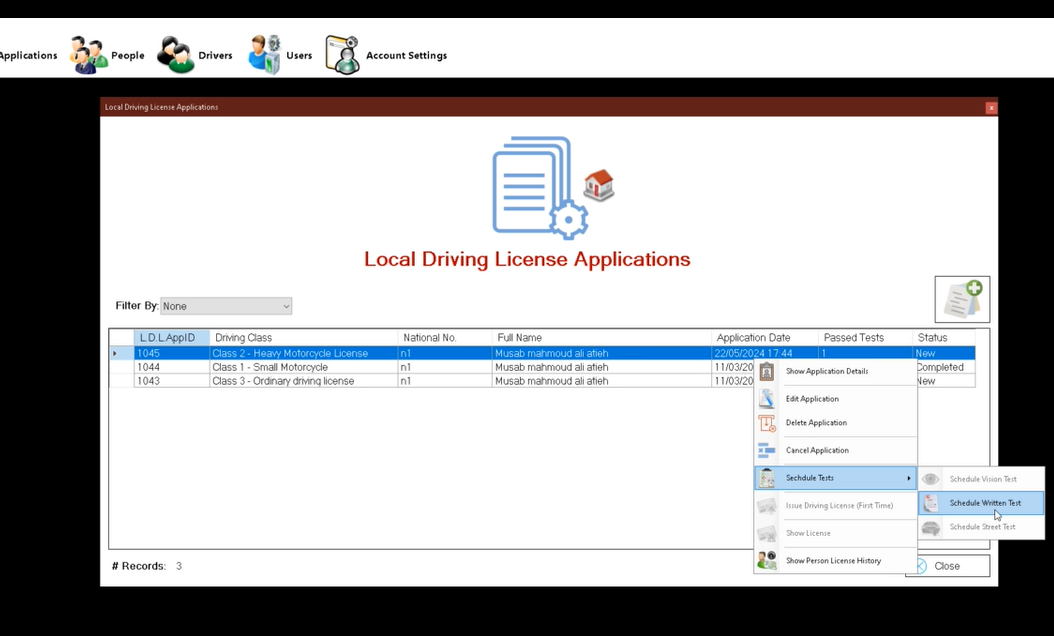 Applications People Drivers Users Account Settings
Local Driving License Applications x
Local Driving License Applications
Filter By: None
L.D.L.AppID Driving Class National No. Full Name Application Date Passed Tests Status
1045 Class 2 - Heavy Motorcycle License n1 Musab mahmoud ali atieh 22/05/2024 17:44 1 New
1044 Class 1 - Small Motorcycle n1 Musab mahmoud ali atieh 11/03/20 Completed
1043 Class 3 - Ordinary driving license n1 Musab mahmoud ali atieh 11/03/20 New
Show Application Details
Edit Application
Delete Application
Cancel Application
Sechdule Tests
Issue Driving License (First Time)
Show License
Show Person License History
Schedule Vision Test
Schedule Written Test
Schedule Street Test
# Records: 3
Close